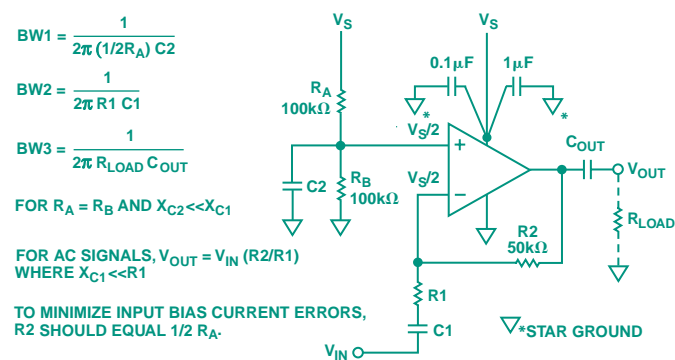 BW1 = 1 / 2π (1/2RA) C2
BW2 = 1 / 2π R1 C1
BW3 = 1 / 2π RLOAD COUT
FOR RA = RB AND XC2<<XC1
FOR AC SIGNALS, VOUT = VIN (R2/R1)
WHERE XC1<<R1
TO MINIMIZE INPUT BIAS CURRENT ERRORS,
R2 SHOULD EQUAL 1/2 RA.
VS
VS
0.1µF
1µF
*
*
RA
100kΩ
VS/2
+
COUT
VOUT
C2
RB
100kΩ
VS/2
–
RLOAD
R2
50kΩ
R1
C1
VIN
*STAR GROUND